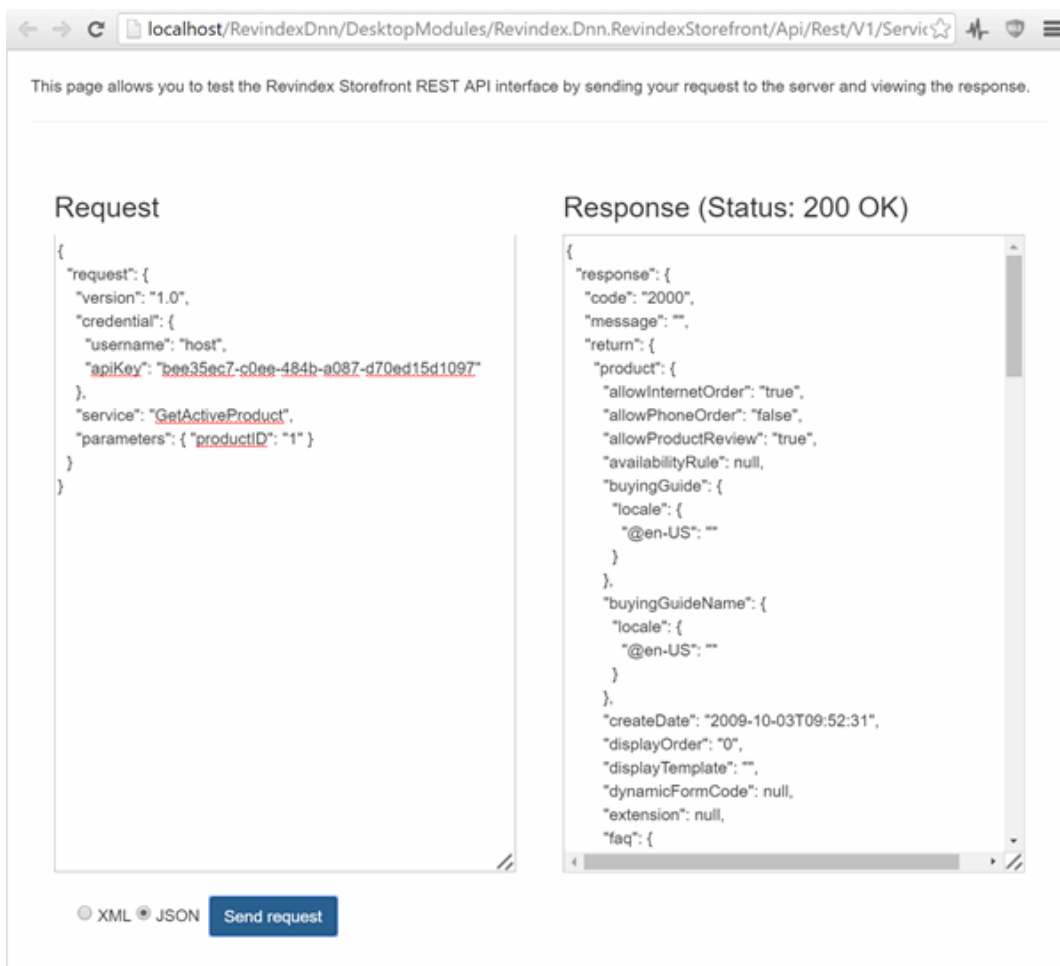 localhost/RevindexDnn/DesktopModules/Revindex.Dnn.RevindexStorefront/Api/Rest/V1/Servic
This page allows you to test the Revindex Storefront REST API interface by sending your request to the server and viewing the response.
Request
{
"request": {
"version": "1.0",
"credential": {
"username": "host",
"apiKey": "bee35ec7-c0ee-484b-a087-d70ed15d1097"
},
"service": "GetActiveProduct",
"parameters": { "productID": "1" }
}
}
XML JSON Send request
Response (Status: 200 OK)
{
"response": {
"code": "2000",
"message": "",
"return": {
"product": {
"allowInternetOrder": "true",
"allowPhoneOrder": "false",
"allowProductReview": "true",
"availabilityRule": null,
"buyingGuide": {
"locale": {
"@en-US": ""
}
},
"buyingGuideName": {
"locale": {
"@en-US": ""
}
},
"createDate": "2009-10-03T09:52:31",
"displayOrder": "0",
"displayTemplate": "",
"dynamicFormCode": null,
"extension": null,
"faq": {